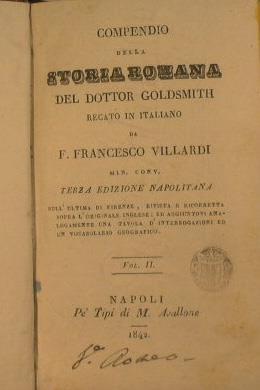 COMPENDIO
DELLA
STORIA ROMANA
DEL DOTTOR GOLDSMITH
RECATO IN ITALIANO
DA
F. FRANCESCO VILLARDI
MIN. CONV.
TERZA EDIZIONE NAPOLITANA
SULL' ULTIMA DI FIRENZE, RIVISTA E RICORRETTA
SOPRA L'ORIGINALE INGLESE; ED AGGIUNTOVI ANA-
LOGAMENTE UNA TAVOLA D'INTERROGAZIONI ED
UN VOCABOLARIO GEOGRAFICO.
VOL. II.
NAPOLI
Pe' Tipi di M. Avallone
1842.